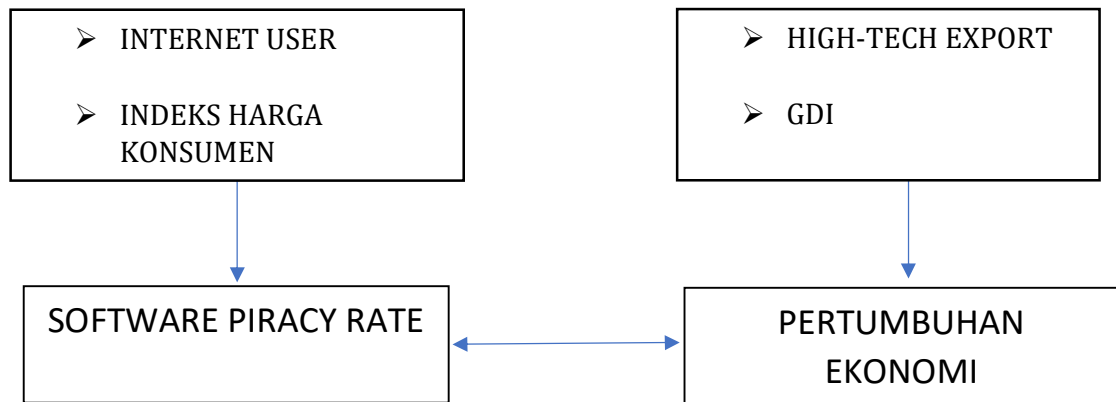 ➢ INTERNET USER
➢ INDEKS HARGA
KONSUMEN
➢ HIGH-TECH EXPORT
➢ GDI
SOFTWARE PIRACY RATE
PERTUMBUHAN
EKONOMI